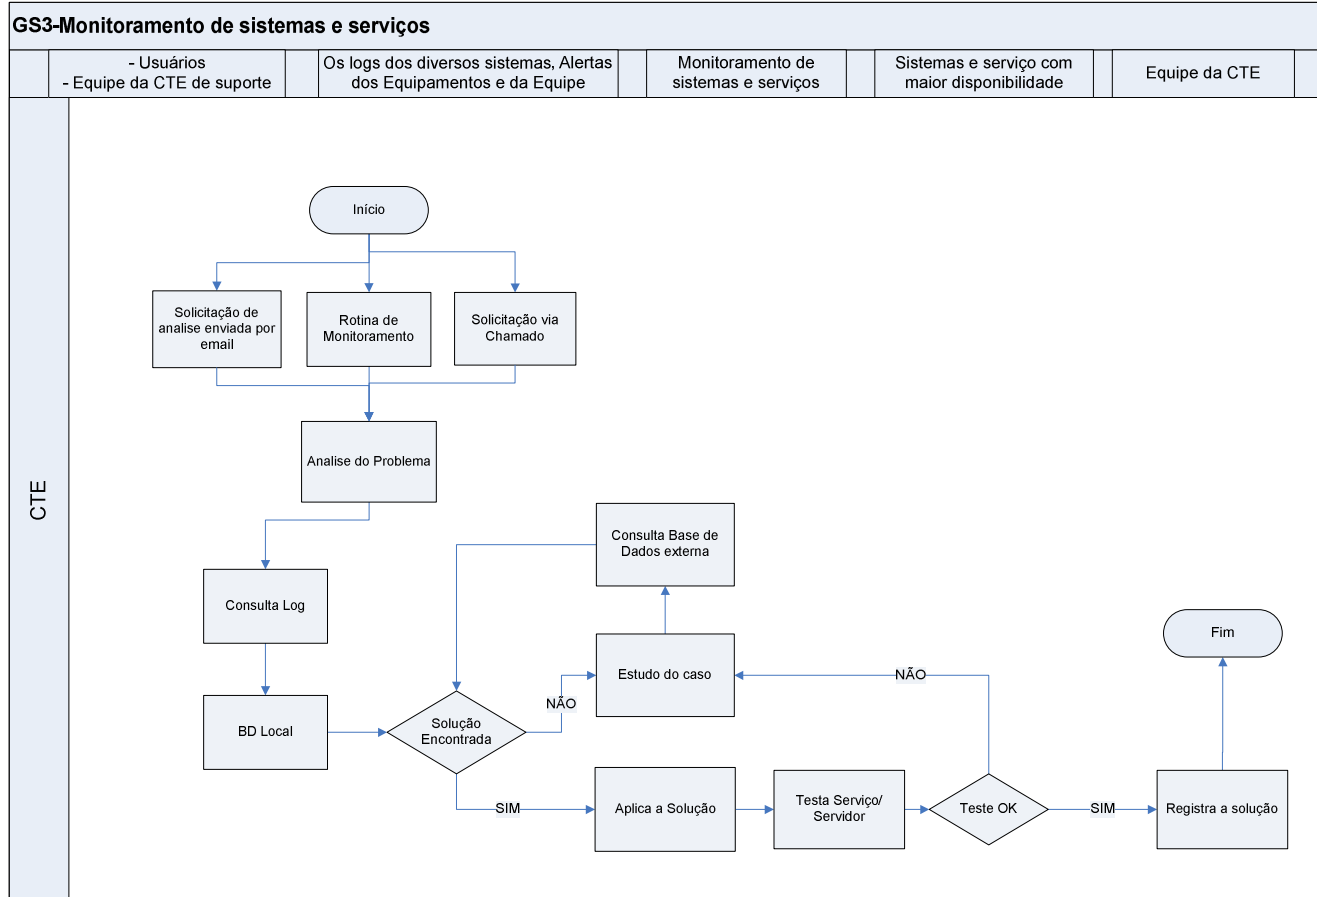 GS3-Monitoramento de sistemas e serviços
- Usuários
- Equipe da CTE de suporte
Os logs dos diversos sistemas, Alertas
dos Equipamentos e da Equipe
Monitoramento de
sistemas e serviços
Sistemas e serviço com
maior disponibilidade
Equipe da CTE
CTE
Início
Solicitação de
analise enviada por
email
Rotina de
Monitoramento
Solicitação via
Chamado
Analise do Problema
Consulta Log
BD Local
Solução
Encontrada
NÃO
SIM
Consulta Base de
Dados externa
Estudo do caso
Aplica a Solução
Testa Serviço/
Servidor
Teste OK
NÃO
SIM
Registra a solução
Fim